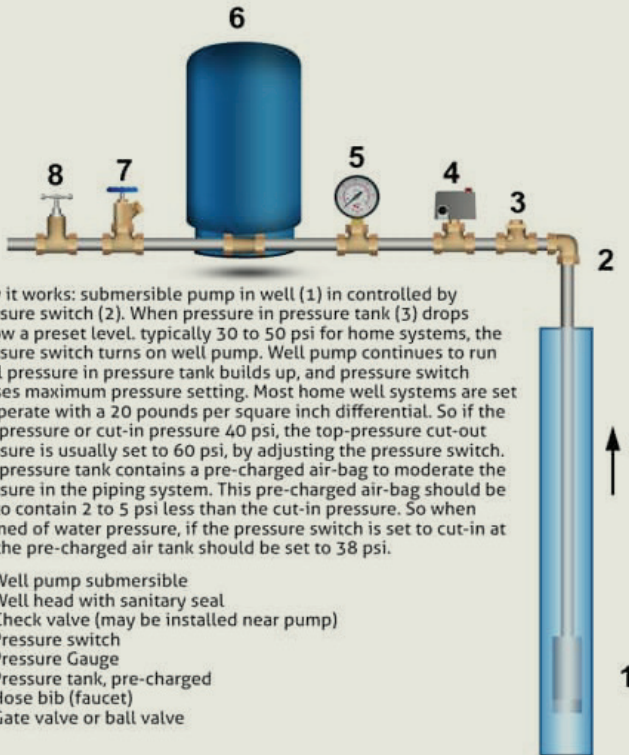 6
8 7 5 4 3
2
it works: submersible pump in well (1) in controlled by
sure switch (2). When pressure in pressure tank (3) drops
w a preset level. typically 30 to 50 psi for home systems, the
sure switch turns on well pump. Well pump continues to run
l pressure in pressure tank builds up, and pressure switch
ses maximum pressure setting. Most home well systems are set
perate with a 20 pounds per square inch differential. So if the
pressure or cut-in pressure 40 psi, the top-pressure cut-out
sure is usually set to 60 psi, by adjusting the pressure switch.
pressure tank contains a pre-charged air-bag to moderate the
sure in the piping system. This pre-charged air-bag should be
o contain 2 to 5 psi less than the cut-in pressure. So when
ned of water pressure, if the pressure switch is set to cut-in at
he pre-charged air tank should be set to 38 psi.
Well pump submersible
Well head with sanitary seal
Check valve (may be installed near pump)
Pressure switch
Pressure Gauge
Pressure tank, pre-charged
Hose bib (faucet)
Gate valve or ball valve
1